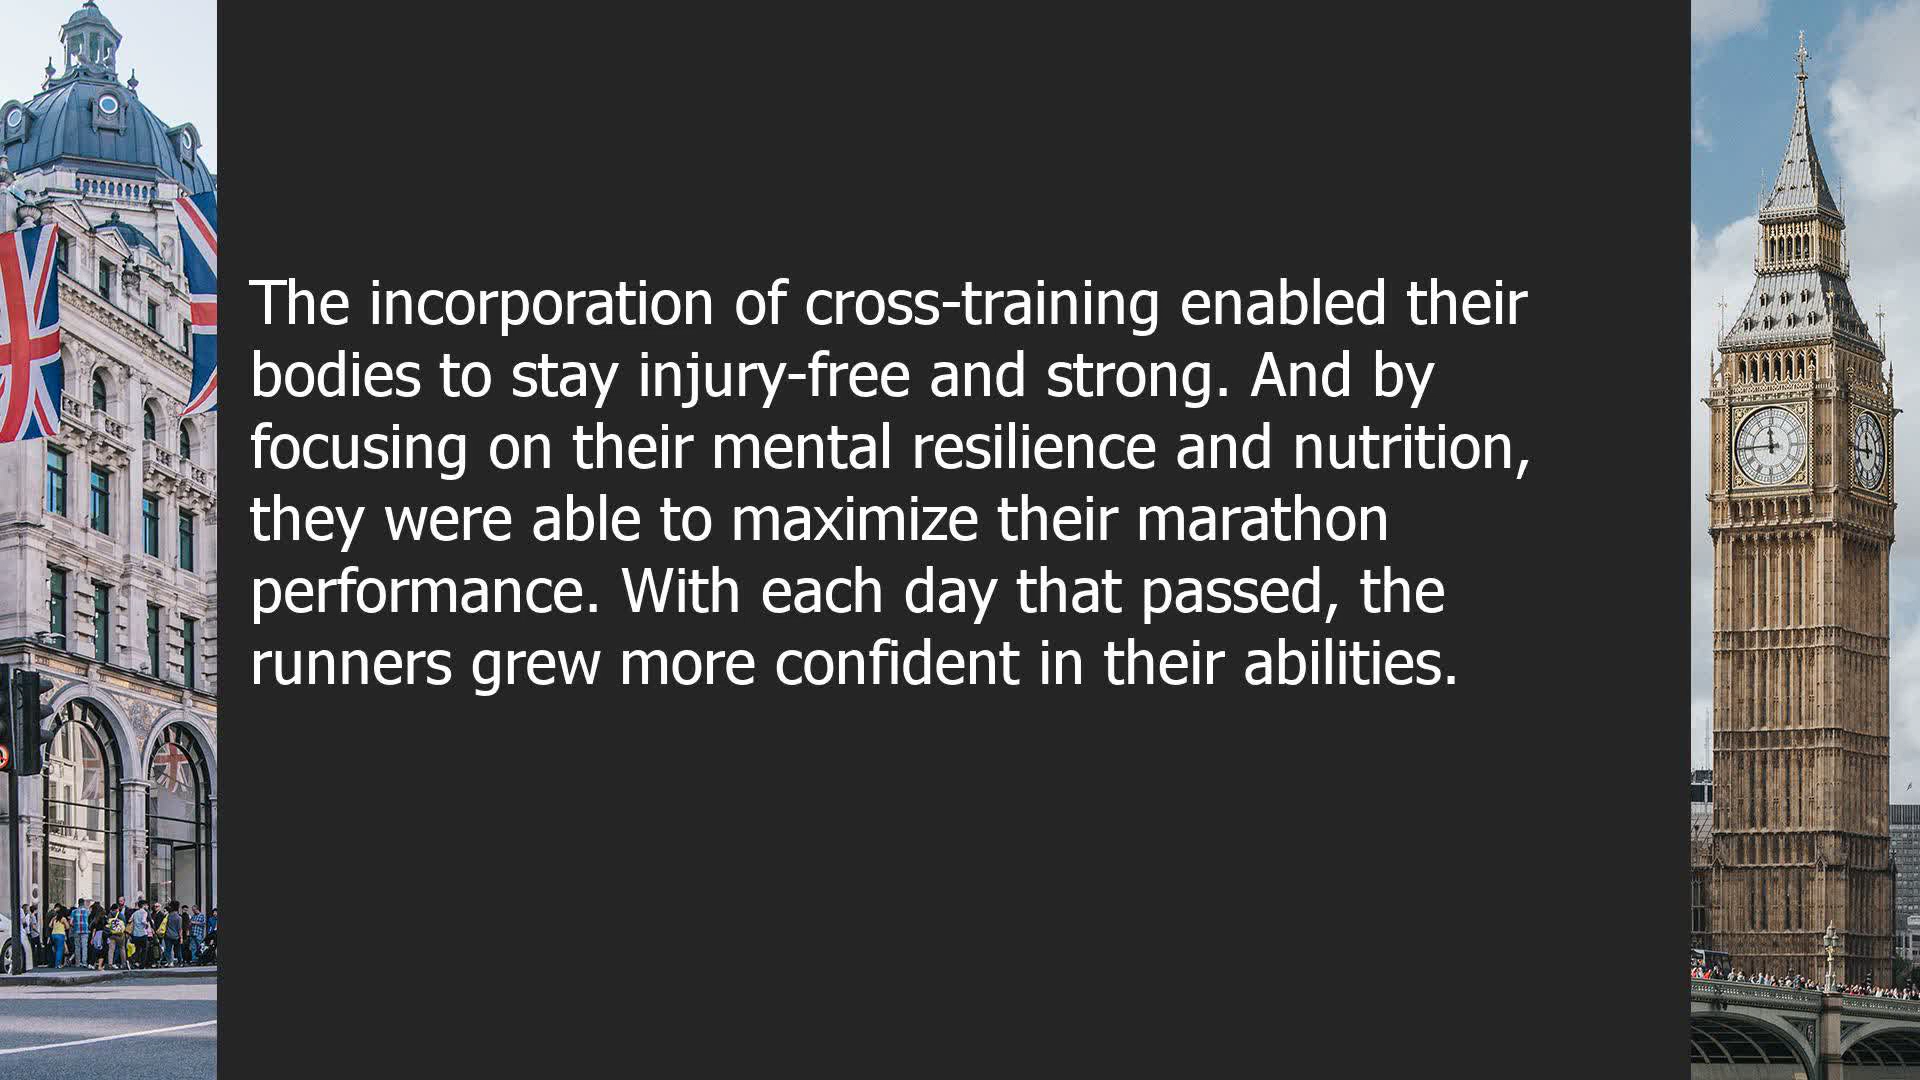 The incorporation of cross-training enabled their
bodies to stay injury-free and strong. And by
focusing on their mental resilience and nutrition,
they were able to maximize their marathon
performance. With each day that passed, the
runners grew more confident in their abilities.